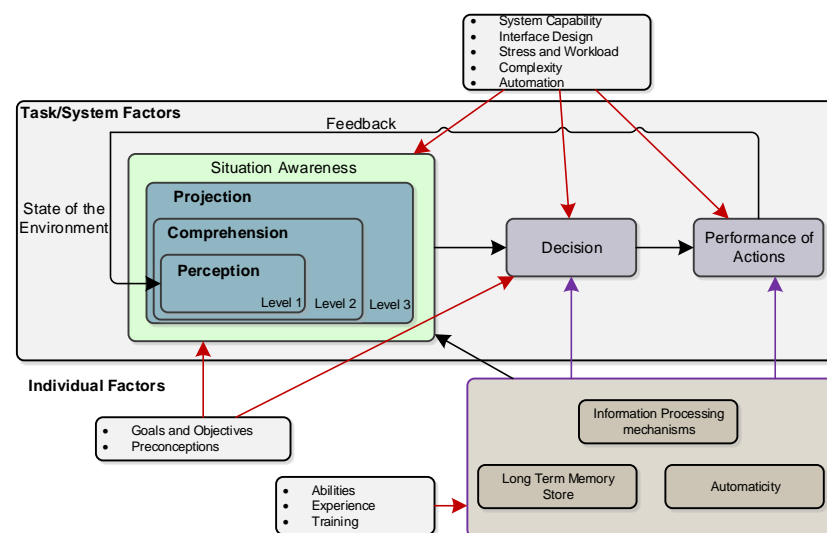 • System Capability
• Interface Design
• Stress and Workload
• Complexity
• Automation
Task/System Factors
Feedback
Situation Awareness
State of the
Environment
Projection
Comprehension
Perception
Level 1
Level 2
Level 3
Decision
Performance of
Actions
Individual Factors
• Goals and Objectives
• Preconceptions
Information Processing
mechanisms
Long Term Memory
Store
Automaticity
• Abilities
• Experience
• Training